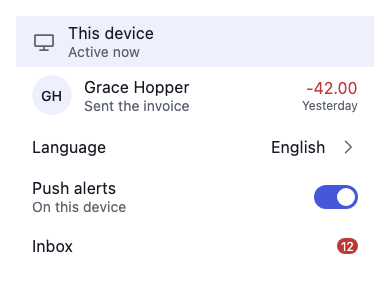 This device
Active now
GH
Grace Hopper
Sent the invoice
-42.00
Yesterday
Language
English
Push alerts
On this device
Inbox
12